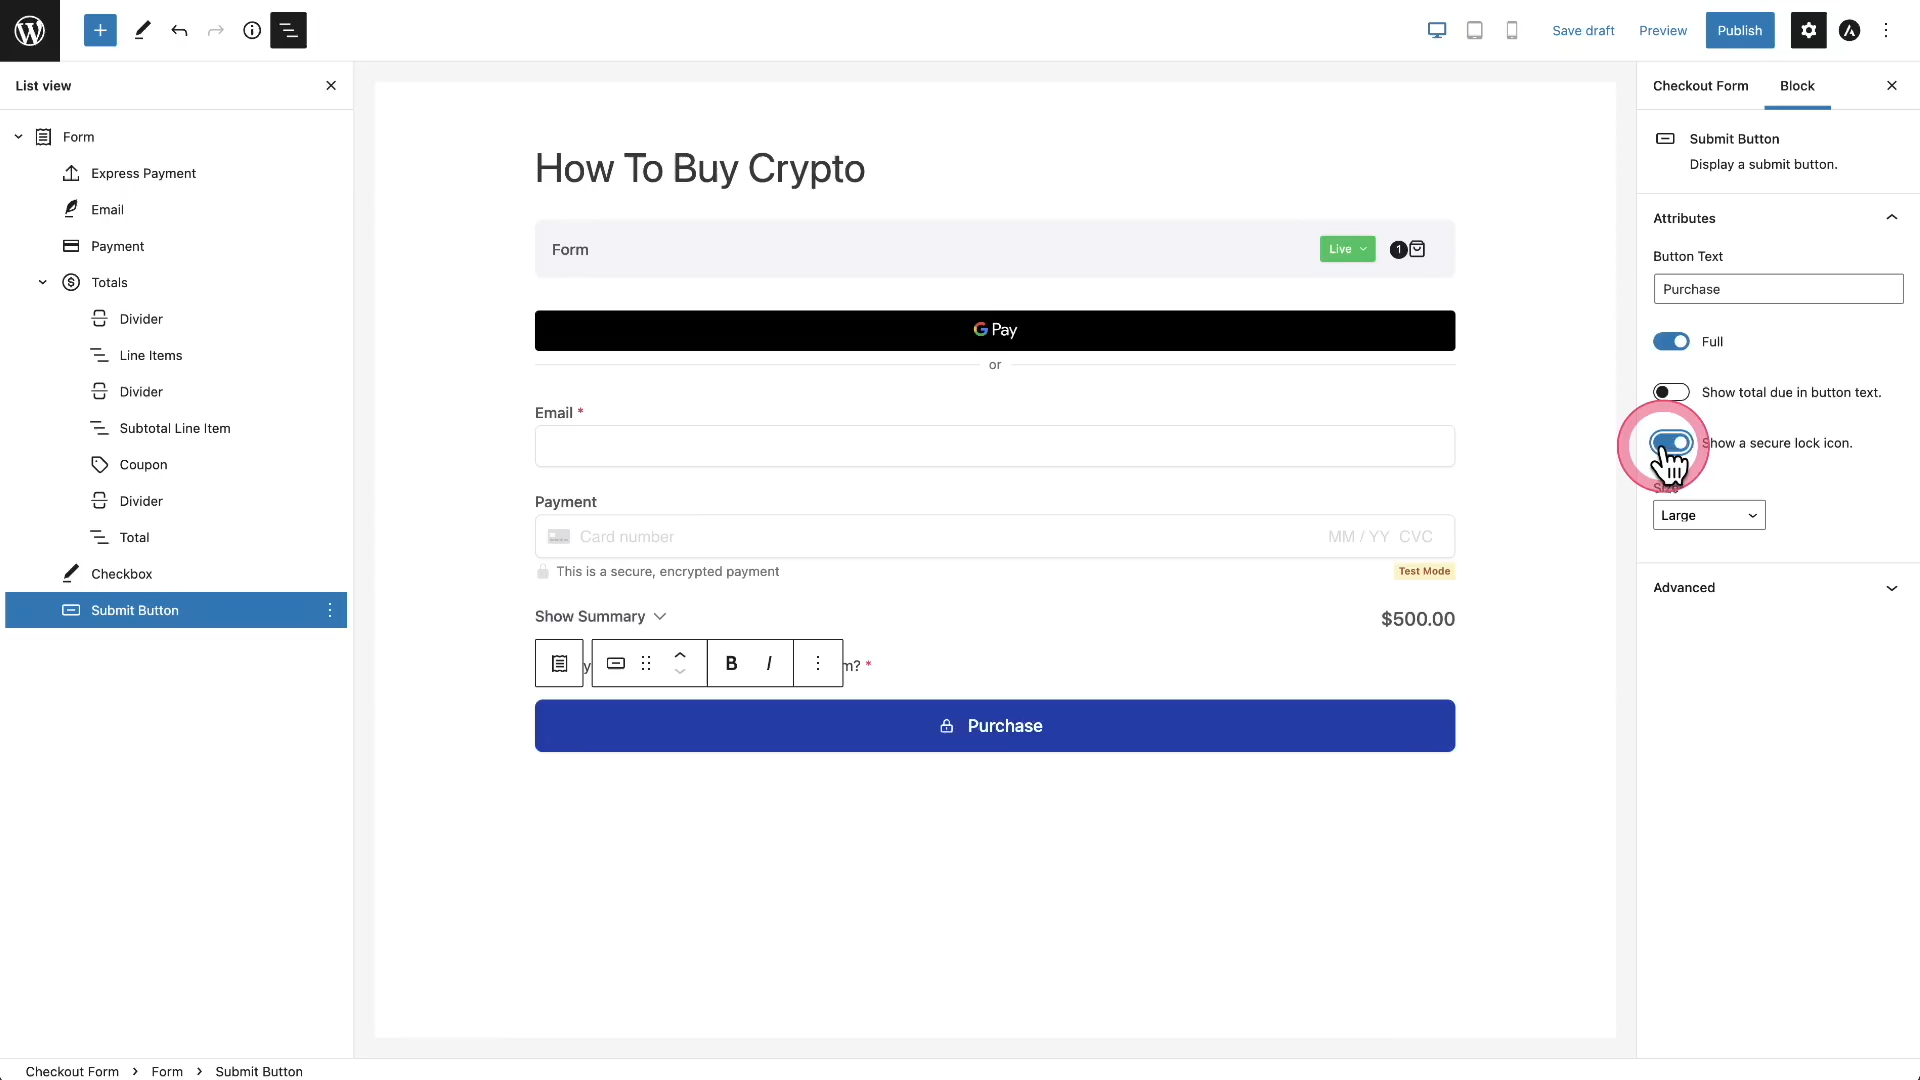 Save draft
Preview
Publish
List view
Form
Express Payment
Email
Payment
Totals
Divider
Line Items
Divider
Subtotal Line Item
Coupon
Divider
Total
Checkbox
Submit Button
How To Buy Crypto
Form
Live
1
G Pay
or
Email *
Payment
Card number
MM / YY CVC
This is a secure, encrypted payment
Test Mode
Show Summary
$500.00
y
B I
m? *
Purchase
Checkout Form
Block
Submit Button
Display a submit button.
Attributes
Button Text
Purchase
Full
Show total due in button text.
Show a secure lock icon.
Size
Large
Advanced
Checkout Form > Form > Submit Button